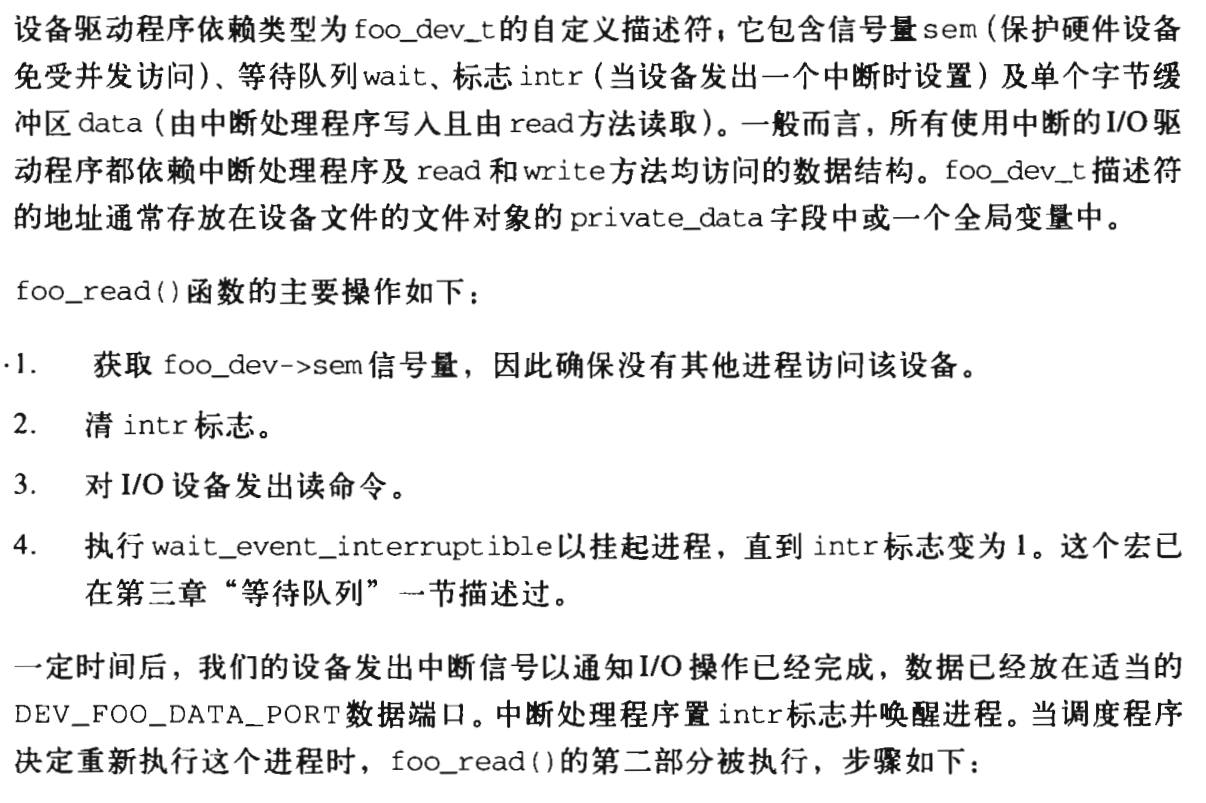 设备驱动程序依赖类型为foo_dev_t的自定义描述符；它包含信号量sem（保护硬件设备
免受并发访问）、等待队列wait、标志intr（当设备发出一个中断时设置）及单个字节缓
冲区data（由中断处理程序写入且由read方法读取）。一般而言，所有使用中断的I/O驱
动程序都依赖中断处理程序及read和write方法均访问的数据结构。foo_dev_t描述符
的地址通常存放在设备文件的文件对象的private_data字段中或一个全局变量中。
foo_read()函数的主要操作如下：
1. 获取foo_dev->sem信号量，因此确保没有其他进程访问该设备。
2. 清intr标志。
3. 对I/O设备发出读命令。
4. 执行wait_event_interruptible以挂起进程，直到intr标志变为1。这个宏已
在第三章“等待队列”一节描述过。
一定时间后，我们的设备发出中断信号以通知I/O操作已经完成，数据已经放在适当的
DEV_FOO_DATA_PORT数据端口。中断处理程序置intr标志并唤醒进程。当调度程序
决定重新执行这个进程时，foo_read()的第二部分被执行，步骤如下：